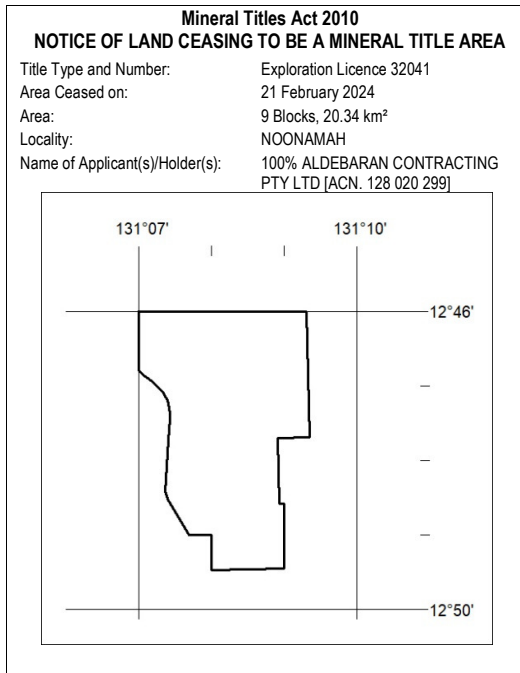 Mineral Titles Act 2010
NOTICE OF LAND CEASING TO BE A MINERAL TITLE AREA
Title Type and Number: Exploration Licence 32041
Area Ceased on: 21 February 2024
Area: 9 Blocks, 20.34 km²
Locality: NOONAMAH
Name of Applicant(s)/Holder(s): 100% ALDEBARAN CONTRACTING
PTY LTD [ACN. 128 020 299]
131°07' 131°10'
12°46'
12°50'